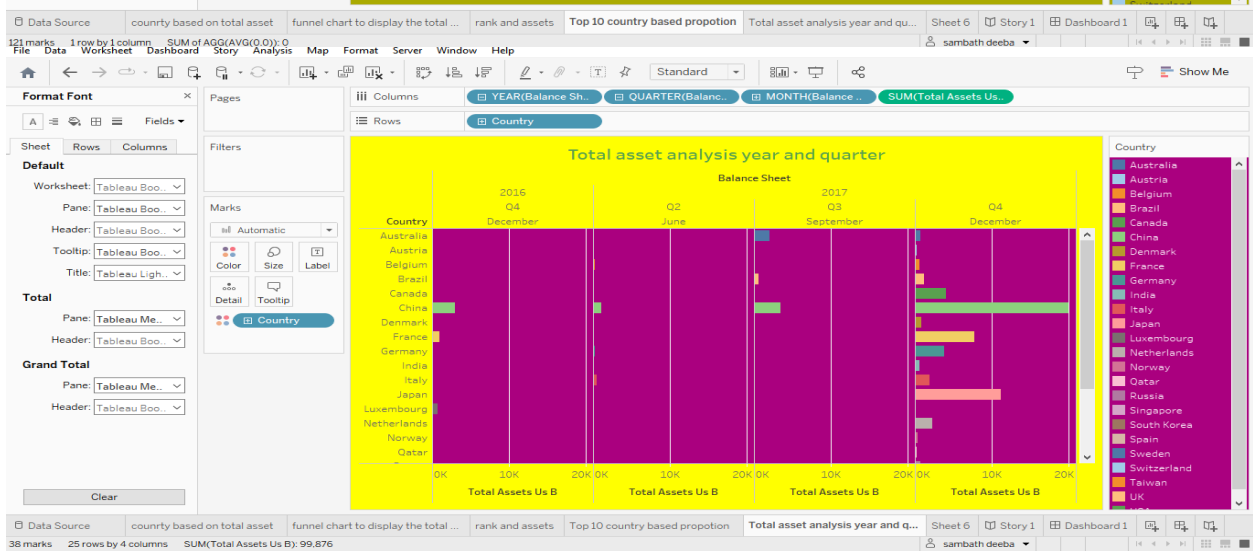 Switzerland
Data Source counrty based on total asset funnel chart to display the total ... rank and assets Top 10 country based propotion Total asset analysis year and qu... Sheet 6 Story 1 Dashboard 1
121 marks 1 row by 1 column SUM of AGG(AVG(0.0)): 0 sambath deeba
File Data Worksheet Dashboard Story Analysis Map Format Server Window Help
Standard Show Me
Format Font × Pages Columns YEAR(Balance Sh.. QUARTER(Balanc.. MONTH(Balance .. SUM(Total Assets Us..
A Fields Rows Country
Sheet Rows Columns
Default
Worksheet: Tableau Boo..
Pane: Tableau Boo..
Header: Tableau Boo..
Tooltip: Tableau Boo..
Title: Tableau Ligh..
Total
Pane: Tableau Me..
Header: Tableau Boo..
Grand Total
Pane: Tableau Me..
Header: Tableau Boo..
Clear
Filters
Marks
Automatic
Color Size T Label
Detail Tooltip
Country
Total asset analysis year and quarter
Balance Sheet
2016 2017
Q4 Q2 Q3 Q4
Country December June September December
Australia
Austria
Belgium
Brazil
Canada
China
Denmark
France
Germany
India
Italy
Japan
Luxembourg
Netherlands
Norway
Qatar
0K 10K 20K 0K 10K 20K 0K 10K 20K 0K 10K 20K
Total Assets Us B Total Assets Us B Total Assets Us B Total Assets Us B
Country
Australia
Austria
Belgium
Brazil
Canada
China
Denmark
France
Germany
India
Italy
Japan
Luxembourg
Netherlands
Norway
Qatar
Russia
Singapore
South Korea
Spain
Sweden
Switzerland
Taiwan
UK
Data Source counrty based on total asset funnel chart to display the total ... rank and assets Top 10 country based propotion Total asset analysis year and q... Sheet 6 Story 1 Dashboard 1
38 marks 25 rows by 4 columns SUM(Total Assets Us B): 99,876 sambath deeba